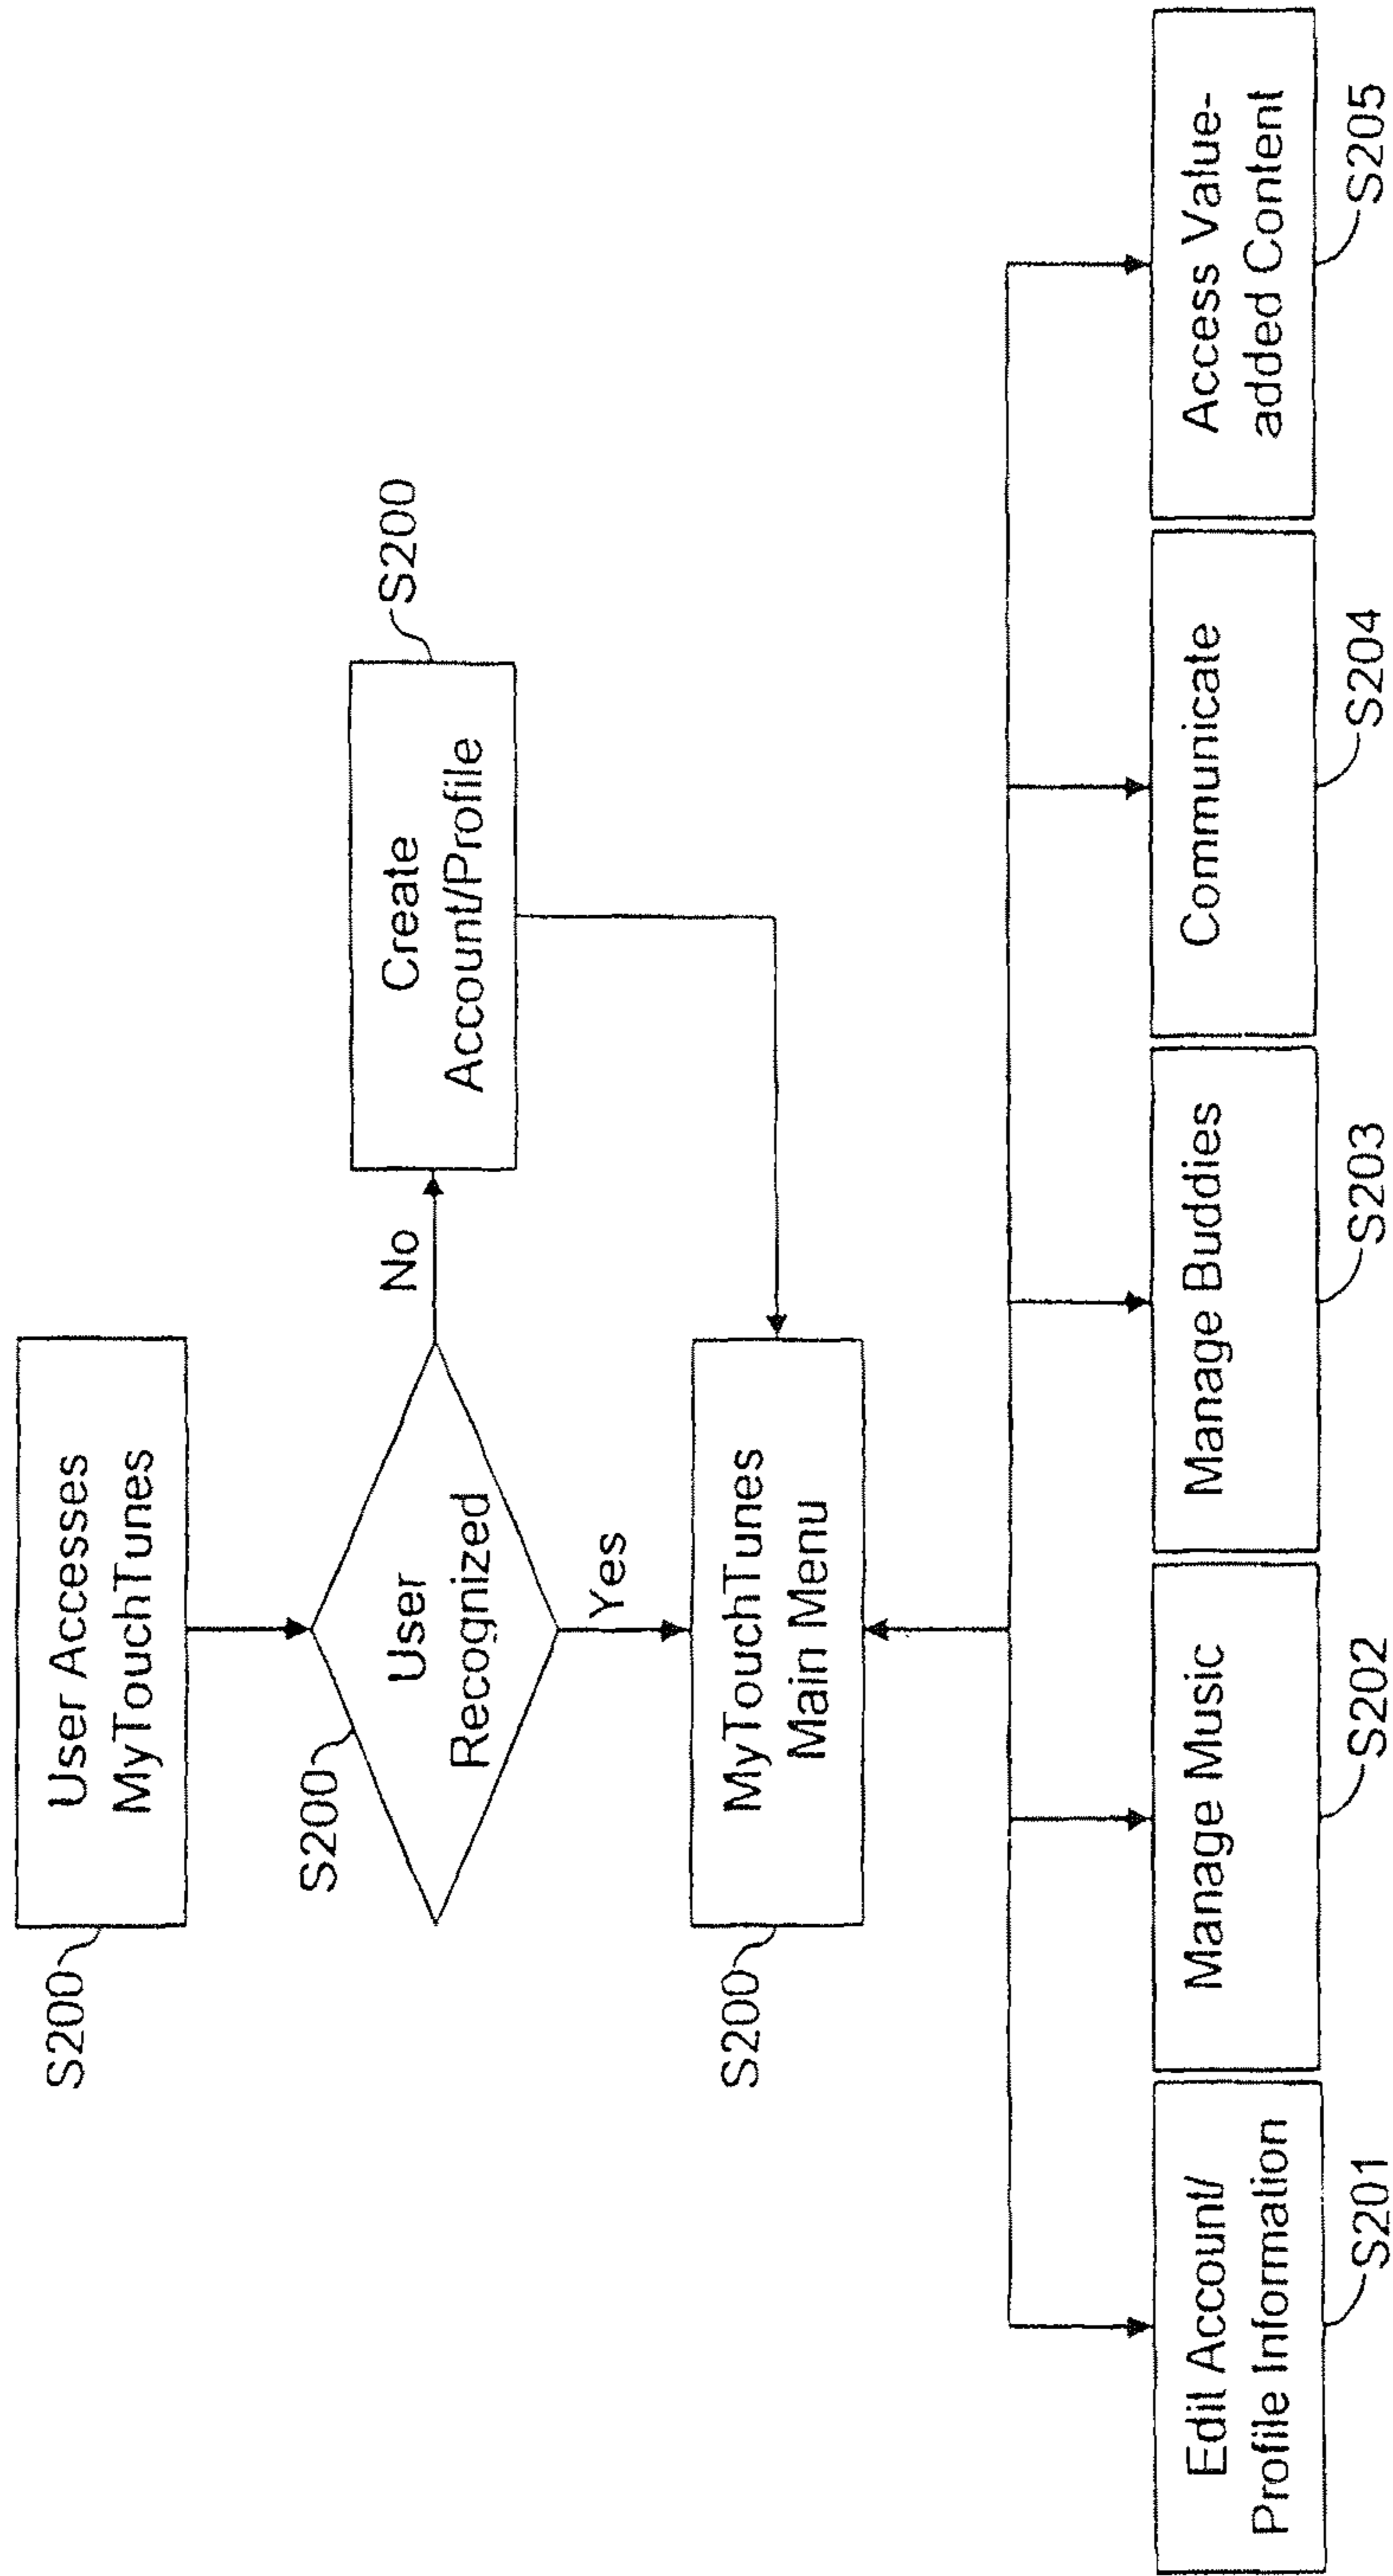 User Accesses
MyTouchTunes
S200
S200
User
Recognized
No
Create
Account/Profile
S200
Yes
MyTouchTunes
Main Menu
S200
Edit Account/
Profile Information
S201
Manage Music
S202
Manage Buddies
S203
Communicate
S204
Access Value-
added Content
S205